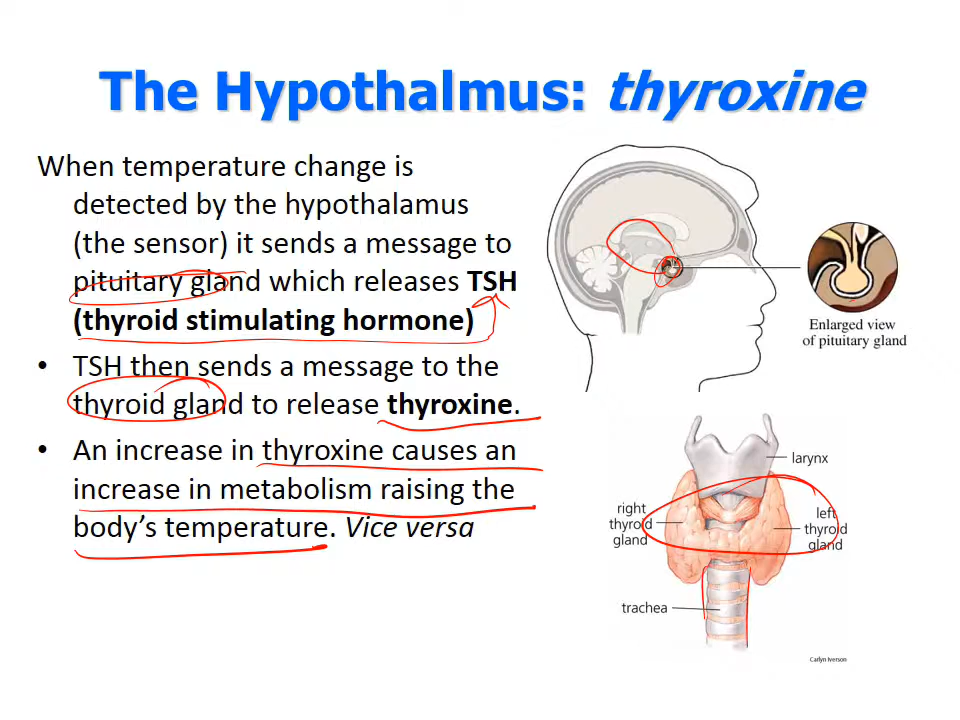 The Hypothalmus: thyroxine
When temperature change is
detected by the hypothalamus
(the sensor) it sends a message to
pituitary gland which releases TSH
(thyroid stimulating hormone)
• TSH then sends a message to the
thyroid gland to release thyroxine.
• An increase in thyroxine causes an
increase in metabolism raising the
body’s temperature. Vice versa
Enlarged view
of pituitary gland
larynx
right
thyroid
gland
left
thyroid
gland
trachea
Carlyn Iverson